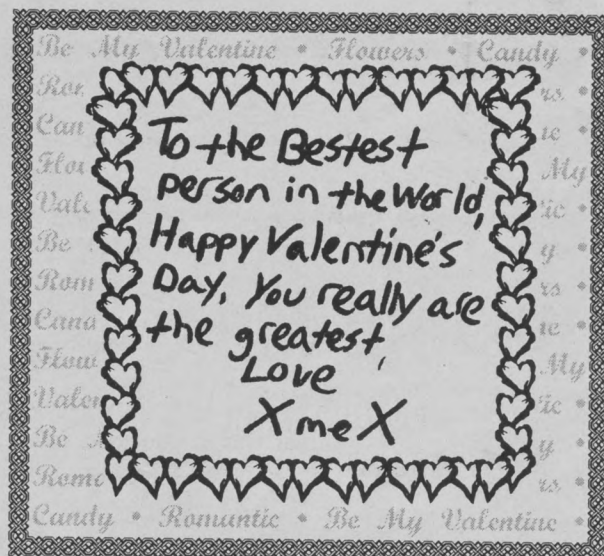 Be My Valentine • Flowers • Candy •
To the Bestest
person in the World,
Happy Valentine's
Day, You really are
the greatest,
Love
X me X
Candy • Romantic • Be My Valentine •